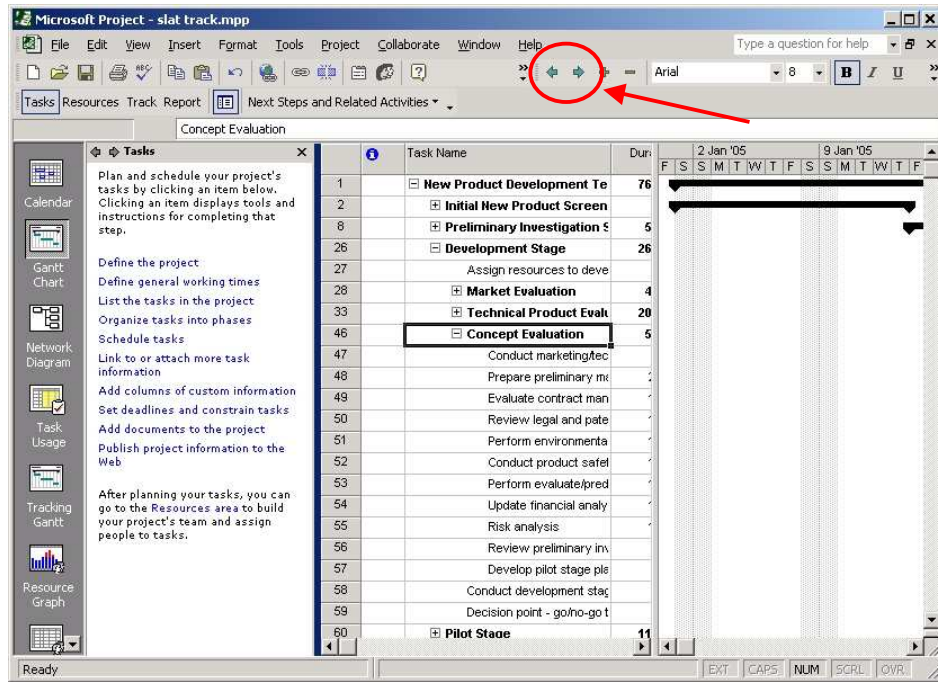 Microsoft Project - slat track.mpp
File Edit View Insert Format Tools Project Collaborate Window Help Type a question for help
Arial 8 B I U
Tasks Resources Track Report Next Steps and Related Activities
Concept Evaluation
Tasks
Plan and schedule your project's
tasks by clicking an item below.
Clicking an item displays tools and
instructions for completing that
step.
Define the project
Define general working times
List the tasks in the project
Organize tasks into phases
Schedule tasks
Link to or attach more task
information
Add columns of custom information
Set deadlines and constrain tasks
Add documents to the project
Publish project information to the
Web
After planning your tasks, you can
go to the Resources area to build
your project's team and assign
people to tasks.
Calendar
Gantt
Chart
Network
Diagram
Task
Usage
Tracking
Gantt
Resource
Graph
Task Name Dur
2 Jan '05 9 Jan '05
F S S M T W T F S S M T W T F
1 New Product Development Te 76
2 Initial New Product Screen
8 Preliminary Investigation S 5
26 Development Stage 26
27 Assign resources to deve
28 Market Evaluation 4
33 Technical Product Evalu 20
46 Concept Evaluation 5
47 Conduct marketing/tec
48 Prepare preliminary ma
49 Evaluate contract man
50 Review legal and pate
51 Perform environmenta
52 Conduct product safet
53 Perform evaluate/pred
54 Update financial analy
55 Risk analysis
56 Review preliminary inv
57 Develop pilot stage pla
58 Conduct development stag
59 Decision point - go/no-go t
60 Pilot Stage 11
Ready EXT CAPS NUM SCRL OVR